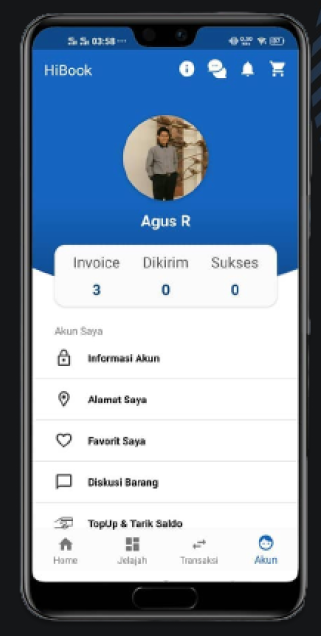 03:58
HiBook
Agus R
Invoice Dikirim Sukses
3 0 0
Akun Saya
Informasi Akun
Alamat Saya
Favorit Saya
Diskusi Barang
TopUp & Tarik Saldo
Home Jelajah Transaksi Akun